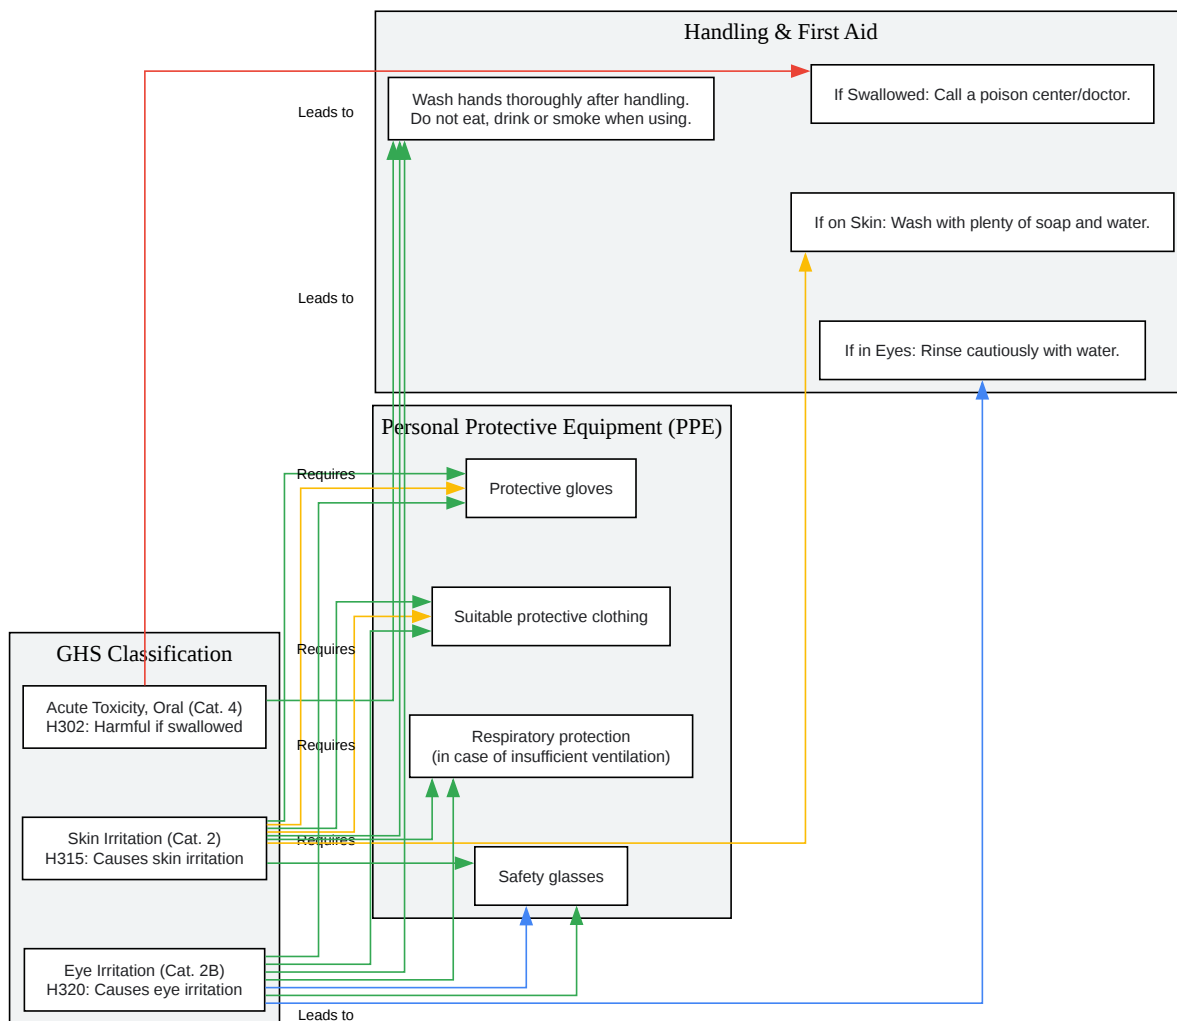 Handling & First Aid
Wash hands thoroughly after handling.
Do not eat, drink or smoke when using.
If Swallowed: Call a poison center/doctor.
Leads to
If on Skin: Wash with plenty of soap and water.
Leads to
If in Eyes: Rinse cautiously with water.
Personal Protective Equipment (PPE)
Requires
Protective gloves
Suitable protective clothing
Requires
GHS Classification
Acute Toxicity, Oral (Cat. 4)
H302: Harmful if swallowed
Requires
Respiratory protection
(in case of insufficient ventilation)
Skin Irritation (Cat. 2)
H315: Causes skin irritation
Requires
Safety glasses
Eye Irritation (Cat. 2B)
H320: Causes eye irritation
Leads to